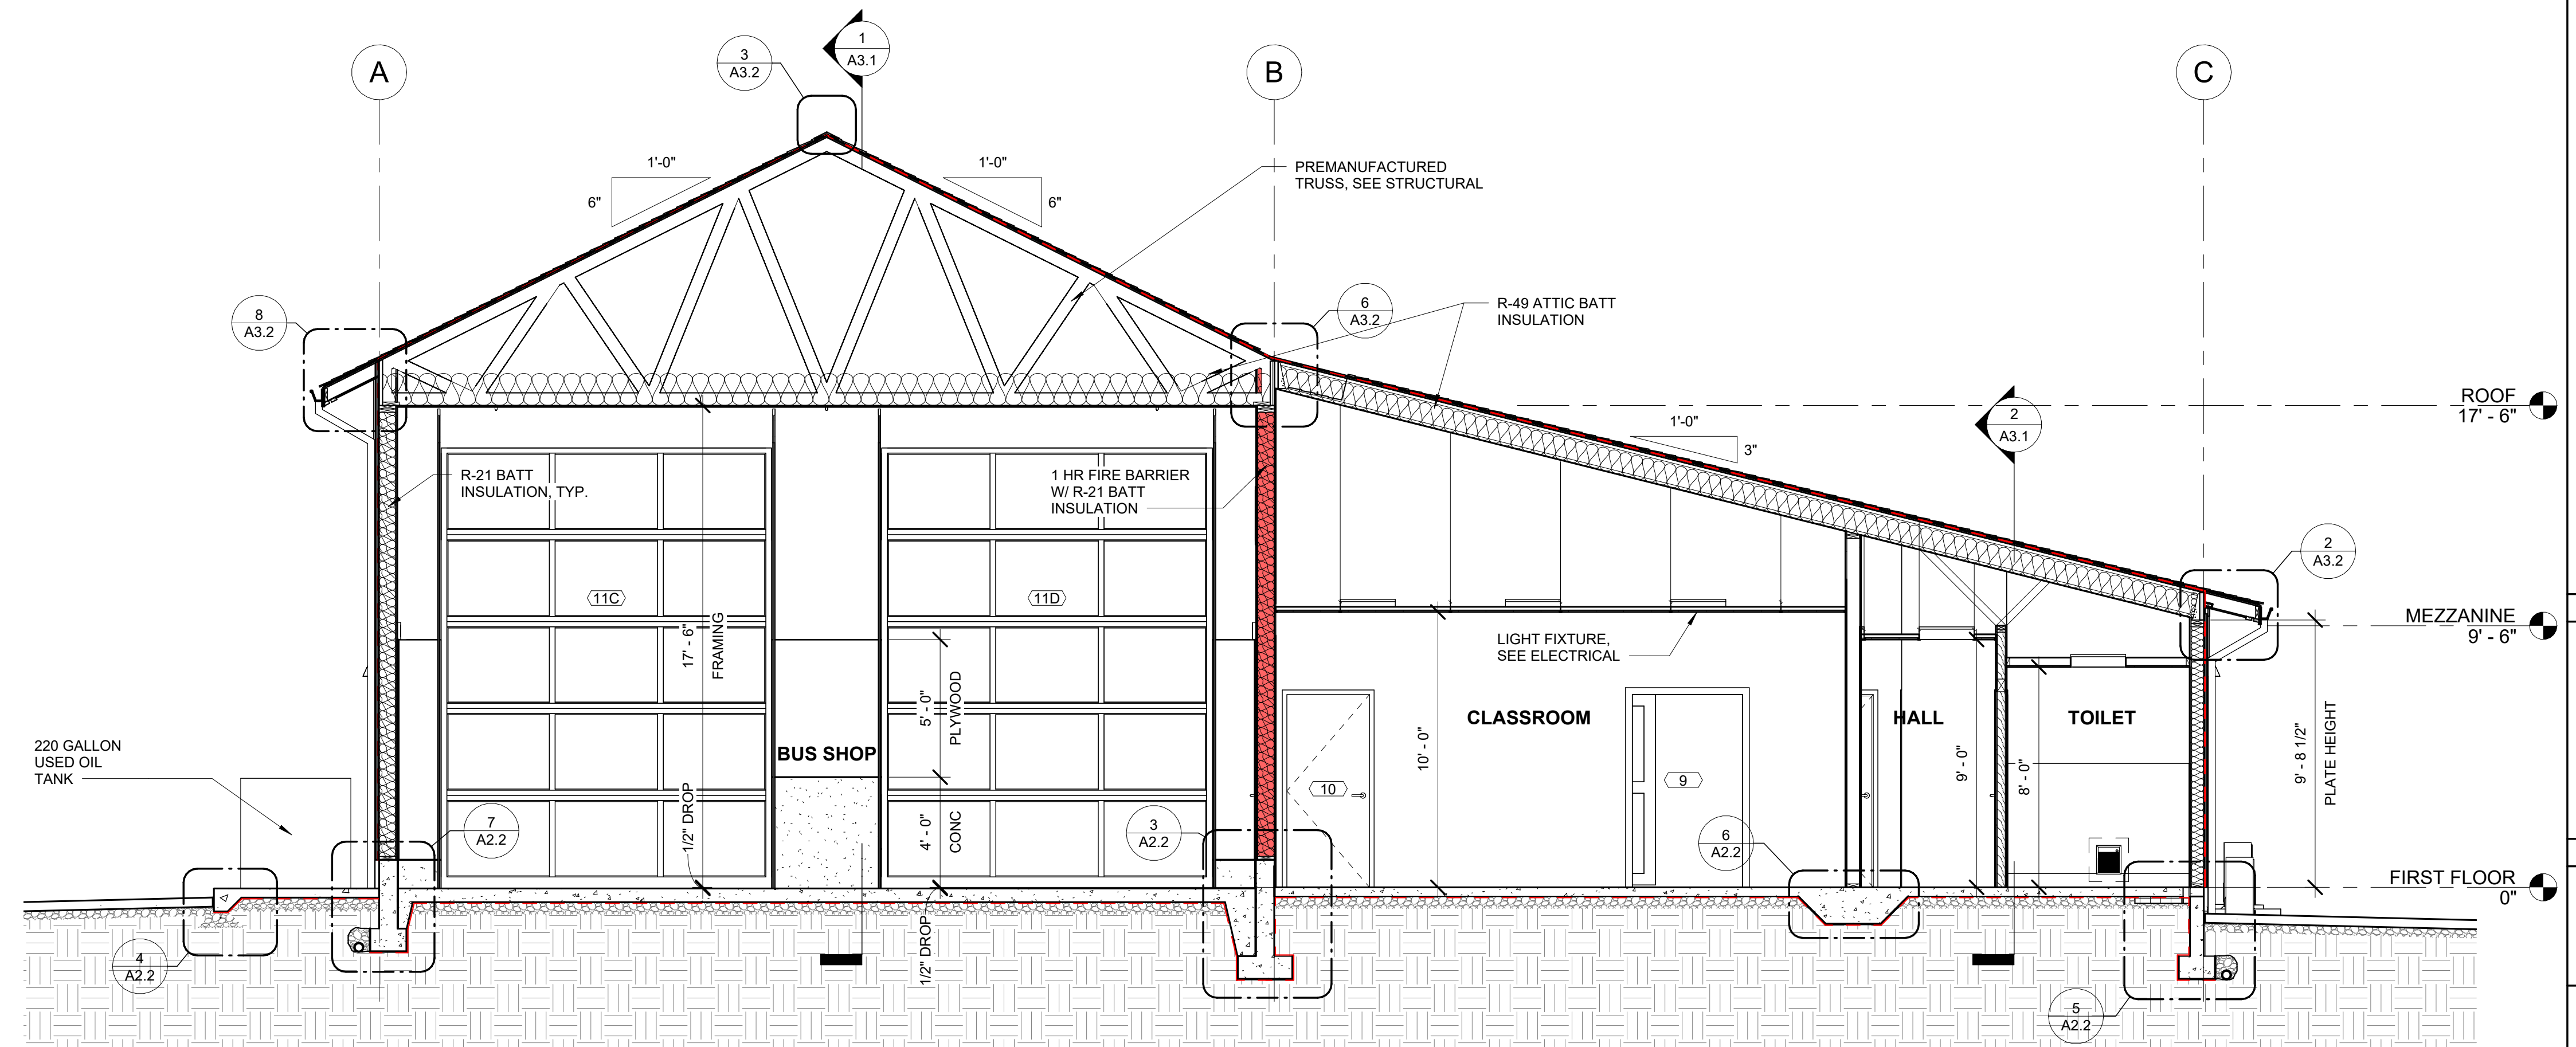 A
B
C
3
A3.2
1
A3.1
1'-0"
6"
1'-0"
6"
PREMANUFACTURED
TRUSS, SEE STRUCTURAL
8
A3.2
6
A3.2
R-49 ATTIC BATT
INSULATION
ROOF
17' - 6"
2
A3.1
1'-0"
3"
R-21 BATT
INSULATION, TYP.
1 HR FIRE BARRIER
W/ R-21 BATT
INSULATION
2
A3.2
11C
11D
17' - 6"
FRAMING
MEZZANINE
9' - 6"
LIGHT FIXTURE,
SEE ELECTRICAL
5' - 0"
PLYWOOD
CLASSROOM
HALL
TOILET
BUS SHOP
220 GALLON
USED OIL
TANK
10' - 0"
9' - 0"
8' - 0"
9' - 8 1/2"
PLATE HEIGHT
10
9
1/2" DROP
4' - 0"
CONC
7
A2.2
3
A2.2
6
A2.2
FIRST FLOOR
0"
1/2" DROP
4
A2.2
5
A2.2